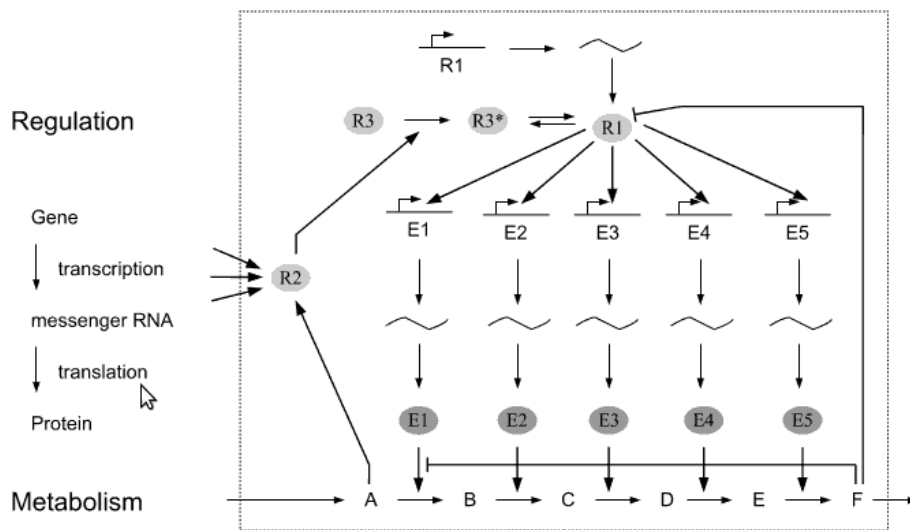 R1
Regulation
R3
R3*
R1
Gene
E1
E2
E3
E4
E5
transcription
R2
messenger RNA
translation
Protein
E1
E2
E3
E4
E5
Metabolism
A
B
C
D
E
F